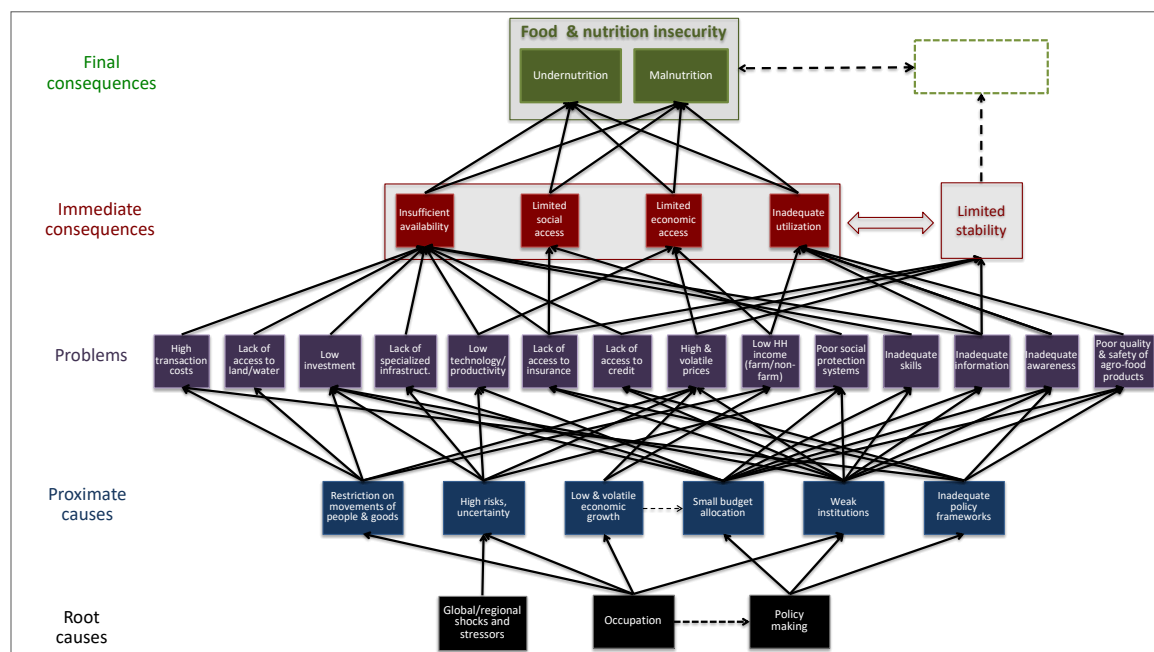 Food & nutrition insecurity
Final
consequences
Undernutrition
Malnutrition
Immediate
consequences
Insufficient
availability
Limited
social
access
Limited
economic
access
Inadequate
utilization
Limited
stability
Problems
High
transaction
costs
Lack of
access to
land/water
Low
investment
Lack of
specialized
infrastruct.
Low
technology/
productivity
Lack of
access to
insurance
Lack of
access to
credit
High &
volatile
prices
Low HH
income
(farm/non-
farm)
Poor social
protection
systems
Inadequate
skills
Inadequate
information
Inadequate
awareness
Poor quality
& safety of
agro-food
products
Proximate
causes
Restriction on
movements of
people & goods
High risks,
uncertainty
Low & volatile
economic
growth
Small budget
allocation
Weak
institutions
Inadequate
policy
frameworks
Root
causes
Global/regional
shocks and
stressors
Occupation
Policy
making